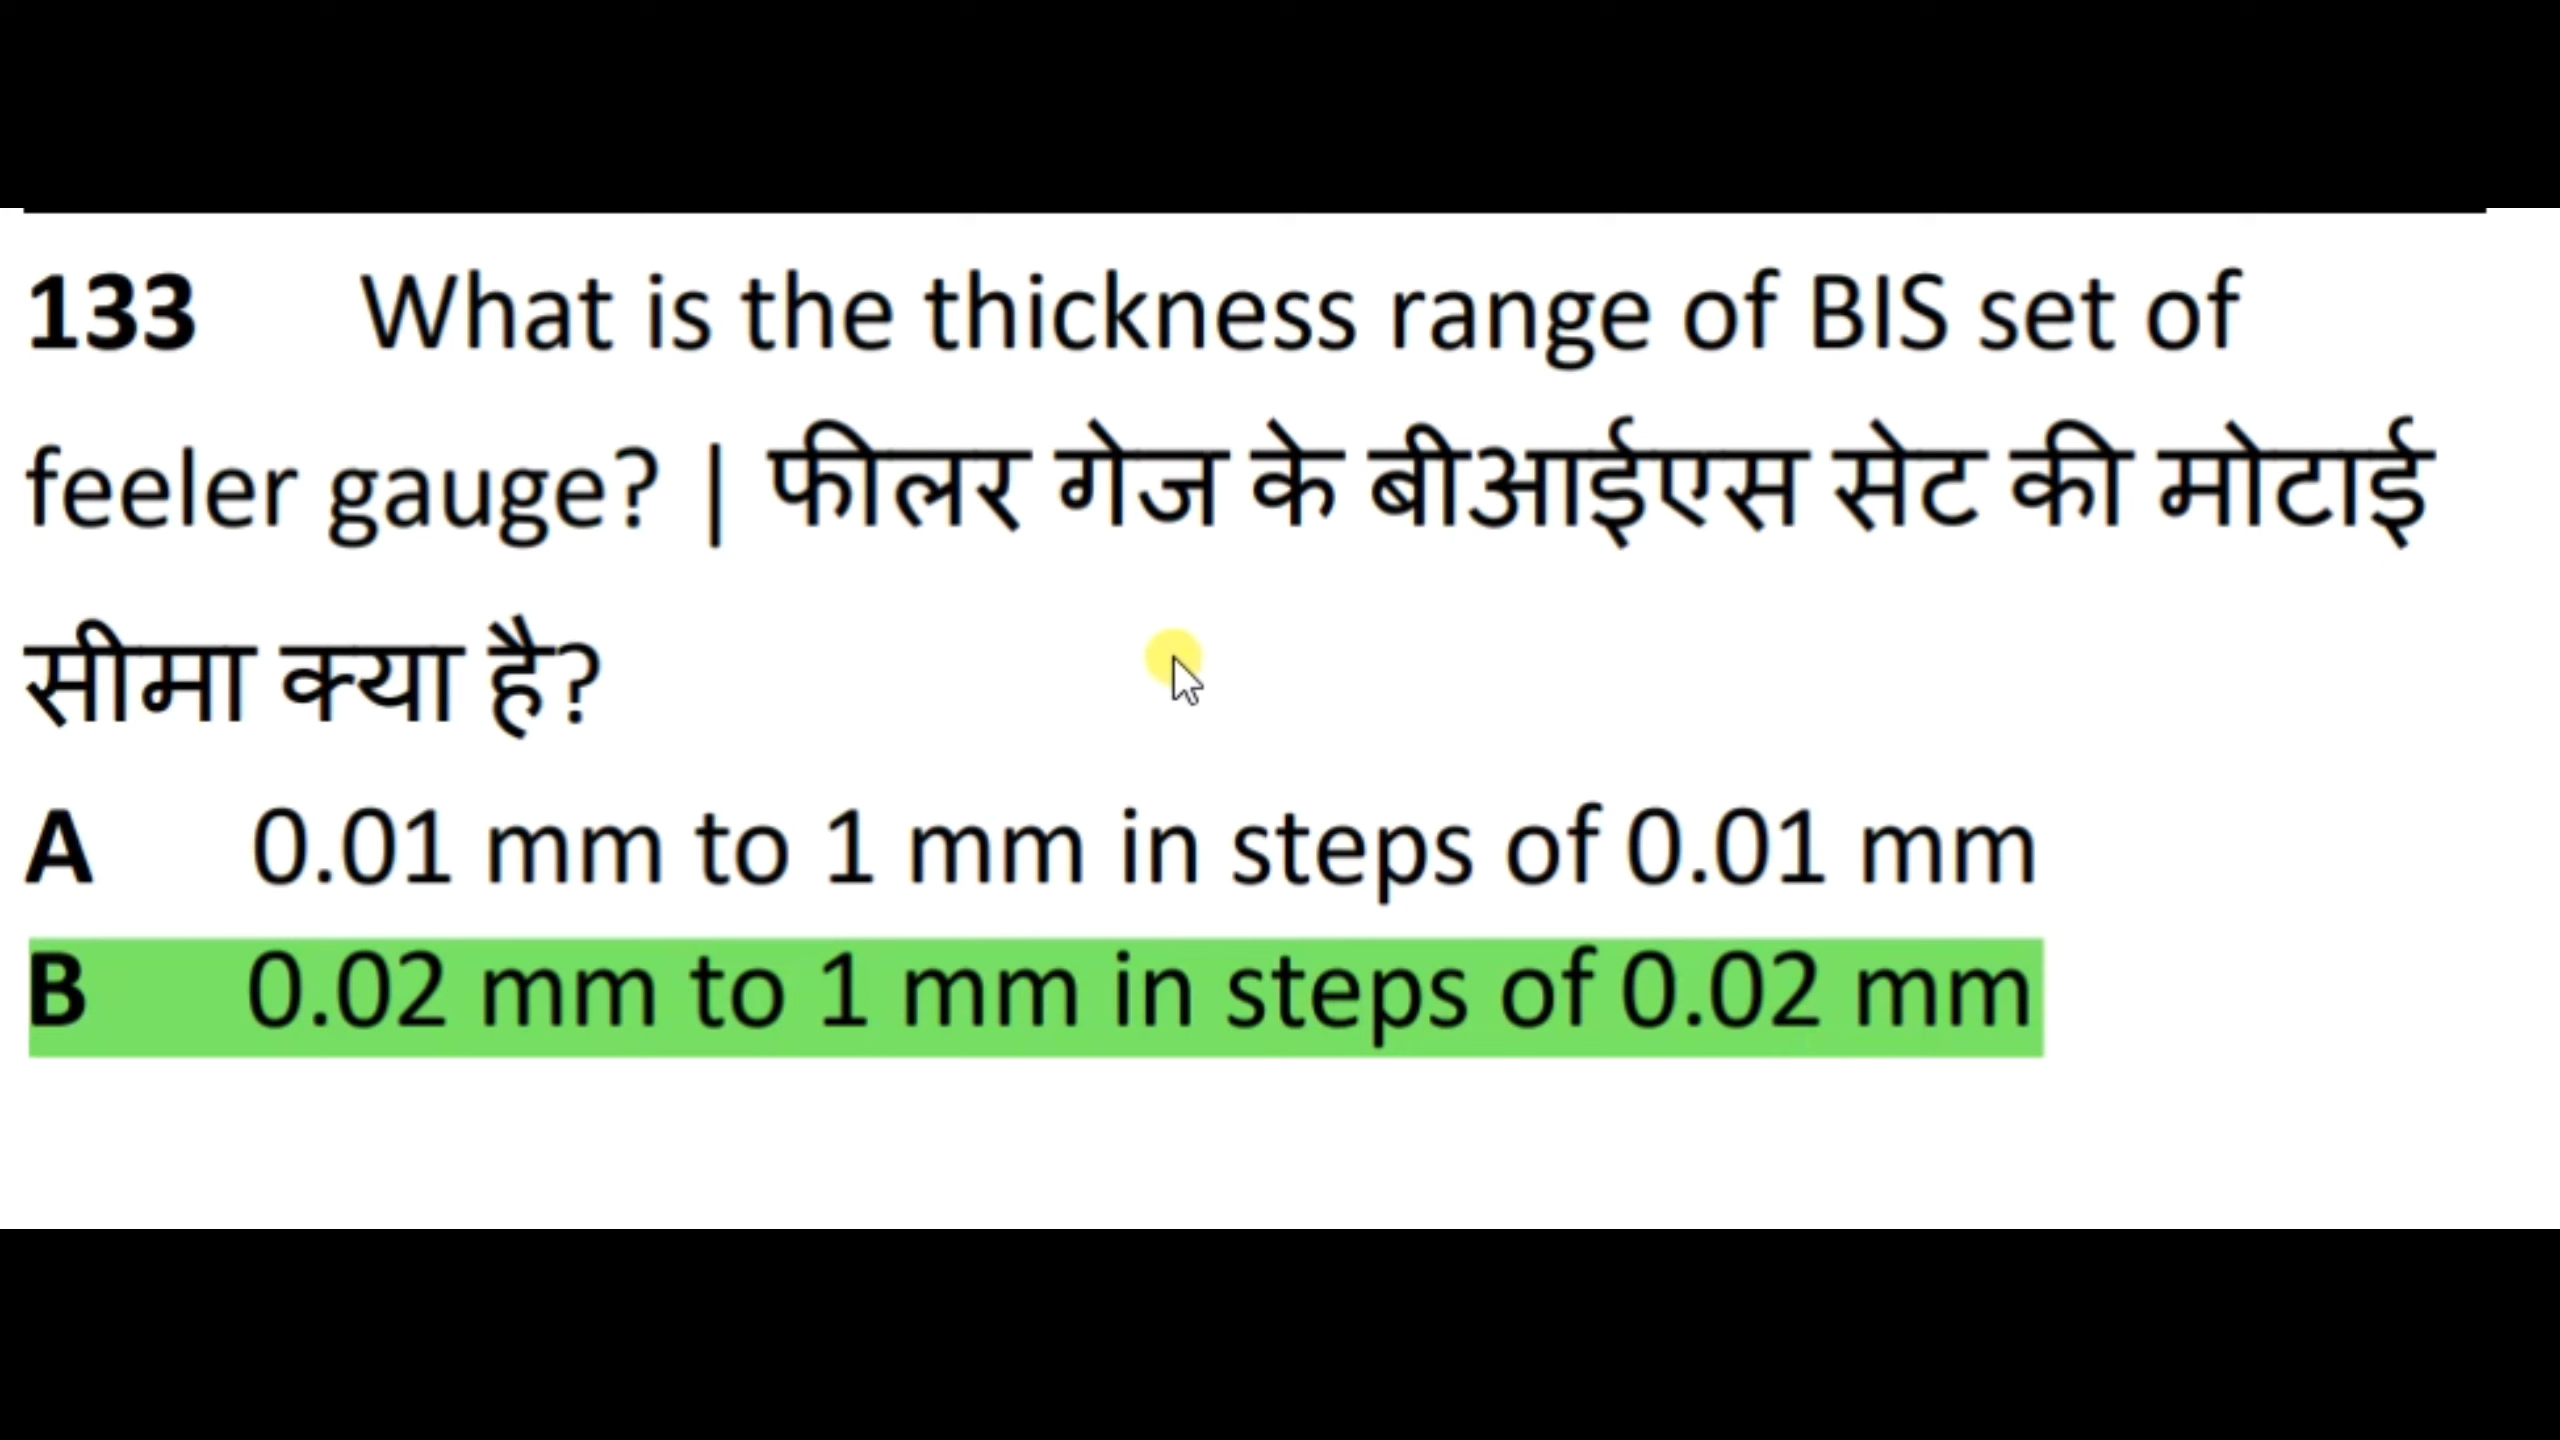 133 What is the thickness range of BIS set of
feeler gauge? | फीलर गेज के बीआईएस सेट की मोटाई
सीमा क्या है?
A 0.01 mm to 1 mm in steps of 0.01 mm
B 0.02 mm to 1 mm in steps of 0.02 mm